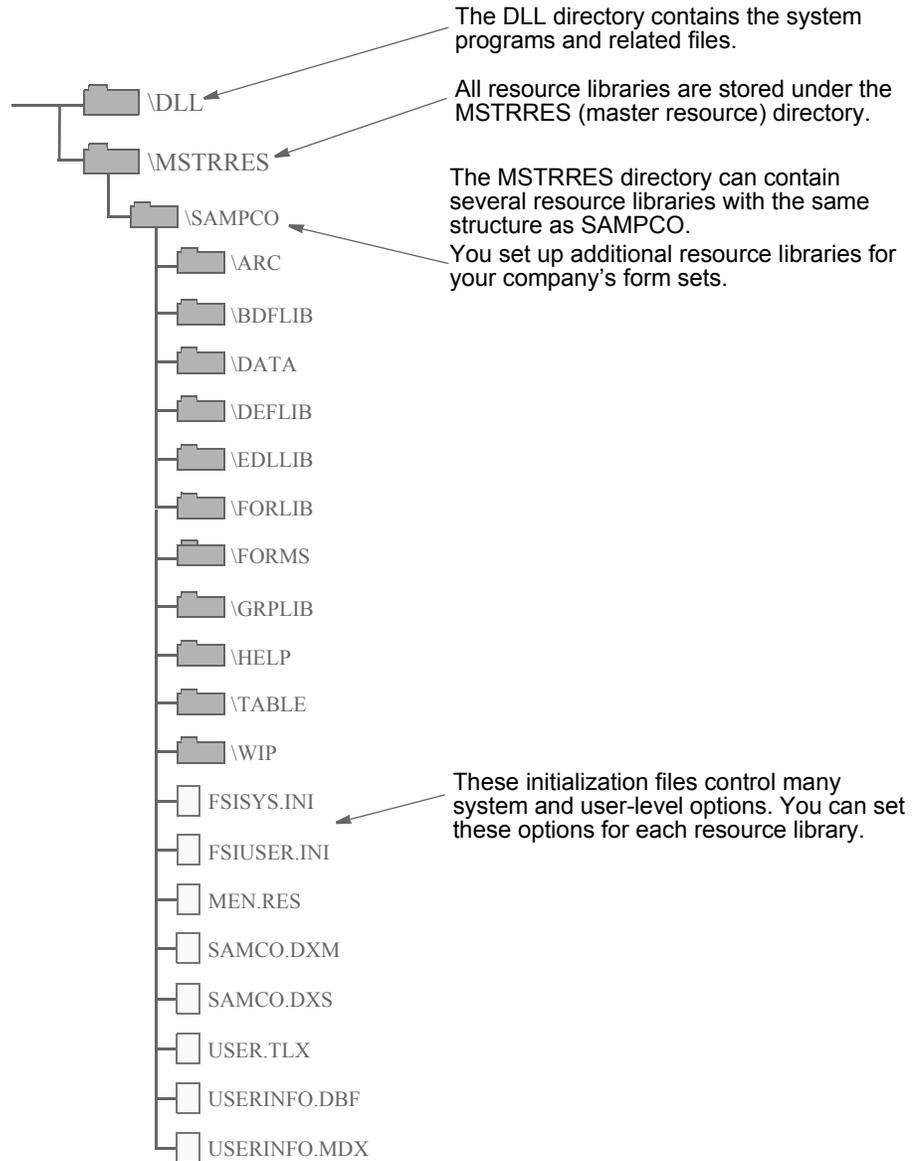 The DLL directory contains the system
programs and related files.
\DLL
All resource libraries are stored under the
MSTRRES (master resource) directory.
\MSTRRES
The MSTRRES directory can contain
several resource libraries with the same
structure as SAMPCO.
\SAMPCO
You set up additional resource libraries for
your company’s form sets.
\ARC
\BDFLIB
\DATA
\DEFLIB
\EDLLIB
\FORLIB
\FORMS
\GRPLIB
\HELP
\TABLE
\WIP
These initialization files control many
system and user-level options. You can set
these options for each resource library.
FSISYS.INI
FSIUSER.INI
MEN.RES
SAMCO.DXM
SAMCO.DXS
USER.TLX
USERINFO.DBF
USERINFO.MDX